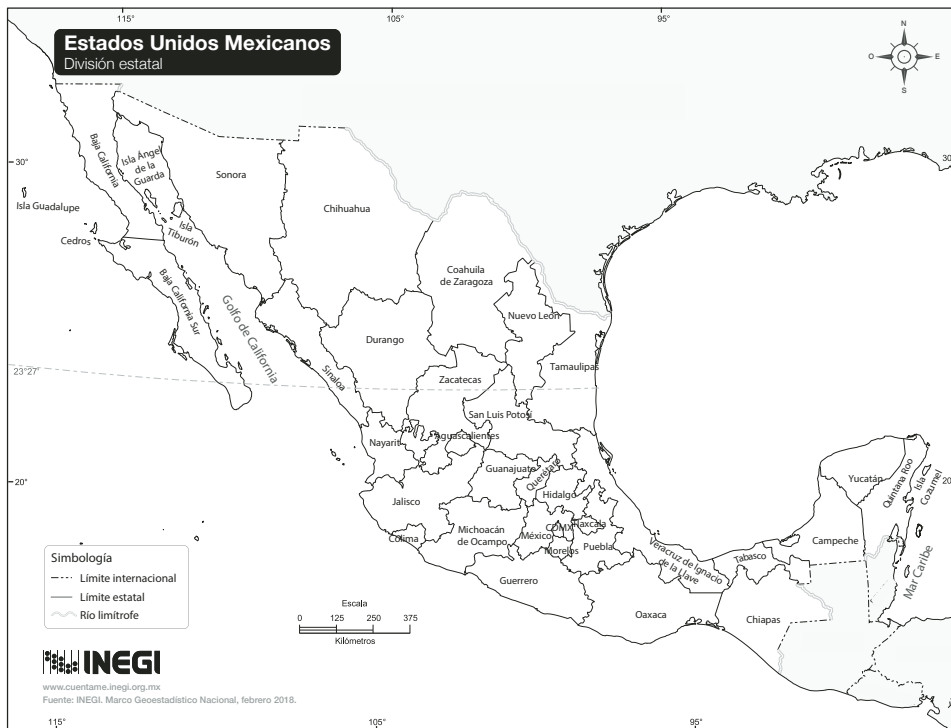 115°
105°
95°
Estados Unidos Mexicanos
División estatal
N
O
E
S
30°
30
Baja California
Isla Ángel
de la
Guarda
Sonora
Chihuahua
Isla Guadalupe
Isla
Tiburón
Cedros
Coahuila
de Zaragoza
Baja California Sur
Golfo de California
Nuevo León
Durango
Sinaloa
Tamaulipas
23°27'
Zacatecas
San Luis Potosí
Nayarit
Aguascalientes
Guanajuato
Querétaro
Yucatán
Quintana Roo
Isla
Cozumel
20°
20
Hidalgo
Jalisco
Colima
Michoacán
de Ocampo
México
CDMX
Tlaxcala
Morelos
Puebla
Veracruz de Ignacio
de la Llave
Tabasco
Campeche
Mar Caribe
Guerrero
Oaxaca
Chiapas
Simbología
Límite internacional
Límite estatal
Río limítrofe
Escala
0 125 250 375
Kilómetros
INEGI
www.cuentame.inegi.org.mx
Fuente: INEGI. Marco Geoestadístico Nacional, febrero 2018.
115°
105°
95°